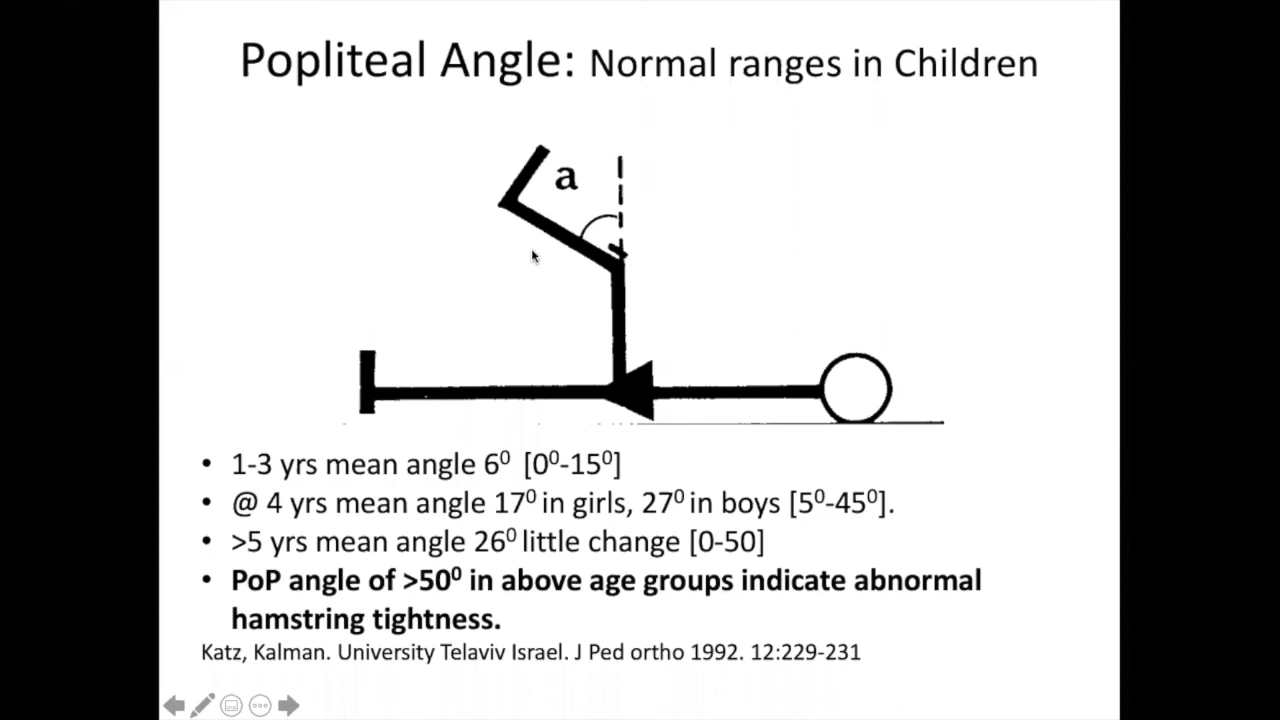 Popliteal Angle: Normal ranges in Children
a
• 1-3 yrs mean angle 6⁰ [0⁰-15⁰]
• @ 4 yrs mean angle 17⁰ in girls, 27⁰ in boys [5⁰-45⁰].
• >5 yrs mean angle 26⁰ little change [0-50]
• PoP angle of >50⁰ in above age groups indicate abnormal
hamstring tightness.
Katz, Kalman. University Telaviv Israel. J Ped ortho 1992. 12:229-231